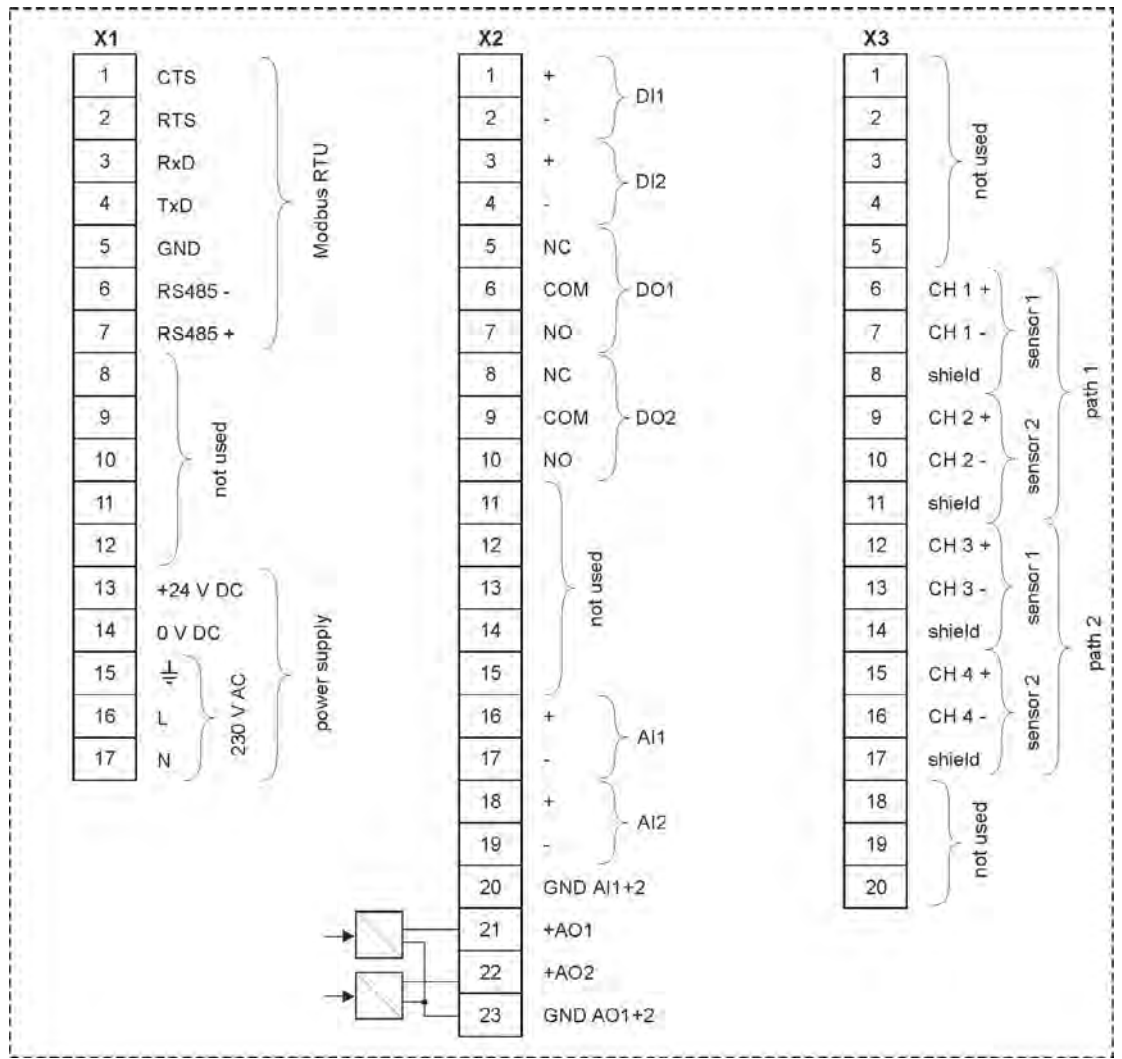 X1
1 CTS
2 RTS
3 RxD
4 TxD
5 GND
6 RS485 -
7 RS485 +
Modbus RTU
8
9
10
11
12
not used
13 +24 V DC
14 0 V DC
15
16 L
17 N
230 V AC
power supply
X2
1 +
2 -
DI1
3 +
4 -
DI2
5 NC
6 COM
7 NO
DO1
8 NC
9 COM
10 NO
DO2
11
12
13
14
15
not used
16 +
17 -
AI1
18 +
19 -
AI2
20 GND AI1+2
21 +AO1
22 +AO2
23 GND AO1+2
X3
1
2
3
4
5
not used
6 CH 1 +
7 CH 1 -
8 shield
sensor 1
9 CH 2 +
10 CH 2 -
11 shield
sensor 2
path 1
12 CH 3 +
13 CH 3 -
14 shield
sensor 1
15 CH 4 +
16 CH 4 -
17 shield
sensor 2
path 2
18
19
20
not used